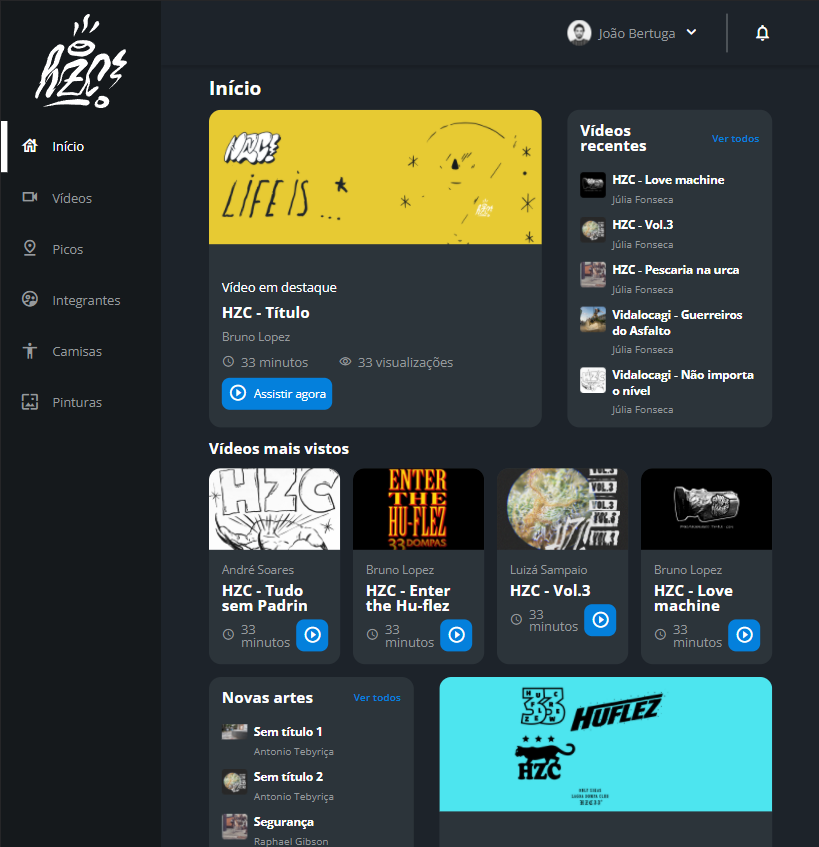 HZC
João Bertuga
Início
Vídeos
Picos
Integrantes
Camisas
Pinturas
Início
HZC!
LIFE IS ...
Vídeo em destaque
HZC - Título
Bruno Lopez
33 minutos
33 visualizações
Assistir agora
Vídeos
recentes
Ver todos
HZC - Love machine
Júlia Fonseca
HZC - Vol.3
Júlia Fonseca
HZC - Pescaria na urca
Júlia Fonseca
Vidalocagi - Guerreiros
do Asfalto
Júlia Fonseca
Vidalocagi - Não importa
o nível
Júlia Fonseca
Vídeos mais vistos
HZC
André Soares
HZC - Tudo
sem Padrin
33
minutos
ENTER
THE
HU-FLEZ
33 DOMPAS
Bruno Lopez
HZC - Enter
the Hu-flez
33
minutos
VOL.3
VOL.3
VOL.3
Luizá Sampaio
HZC - Vol.3
33
minutos
Bruno Lopez
HZC - Love
machine
33
minutos
Novas artes
Ver todos
Sem título 1
Antonio Tebyriça
Sem título 2
Antonio Tebyriça
Segurança
Raphael Gibson
33
HUFLEZ
HZC